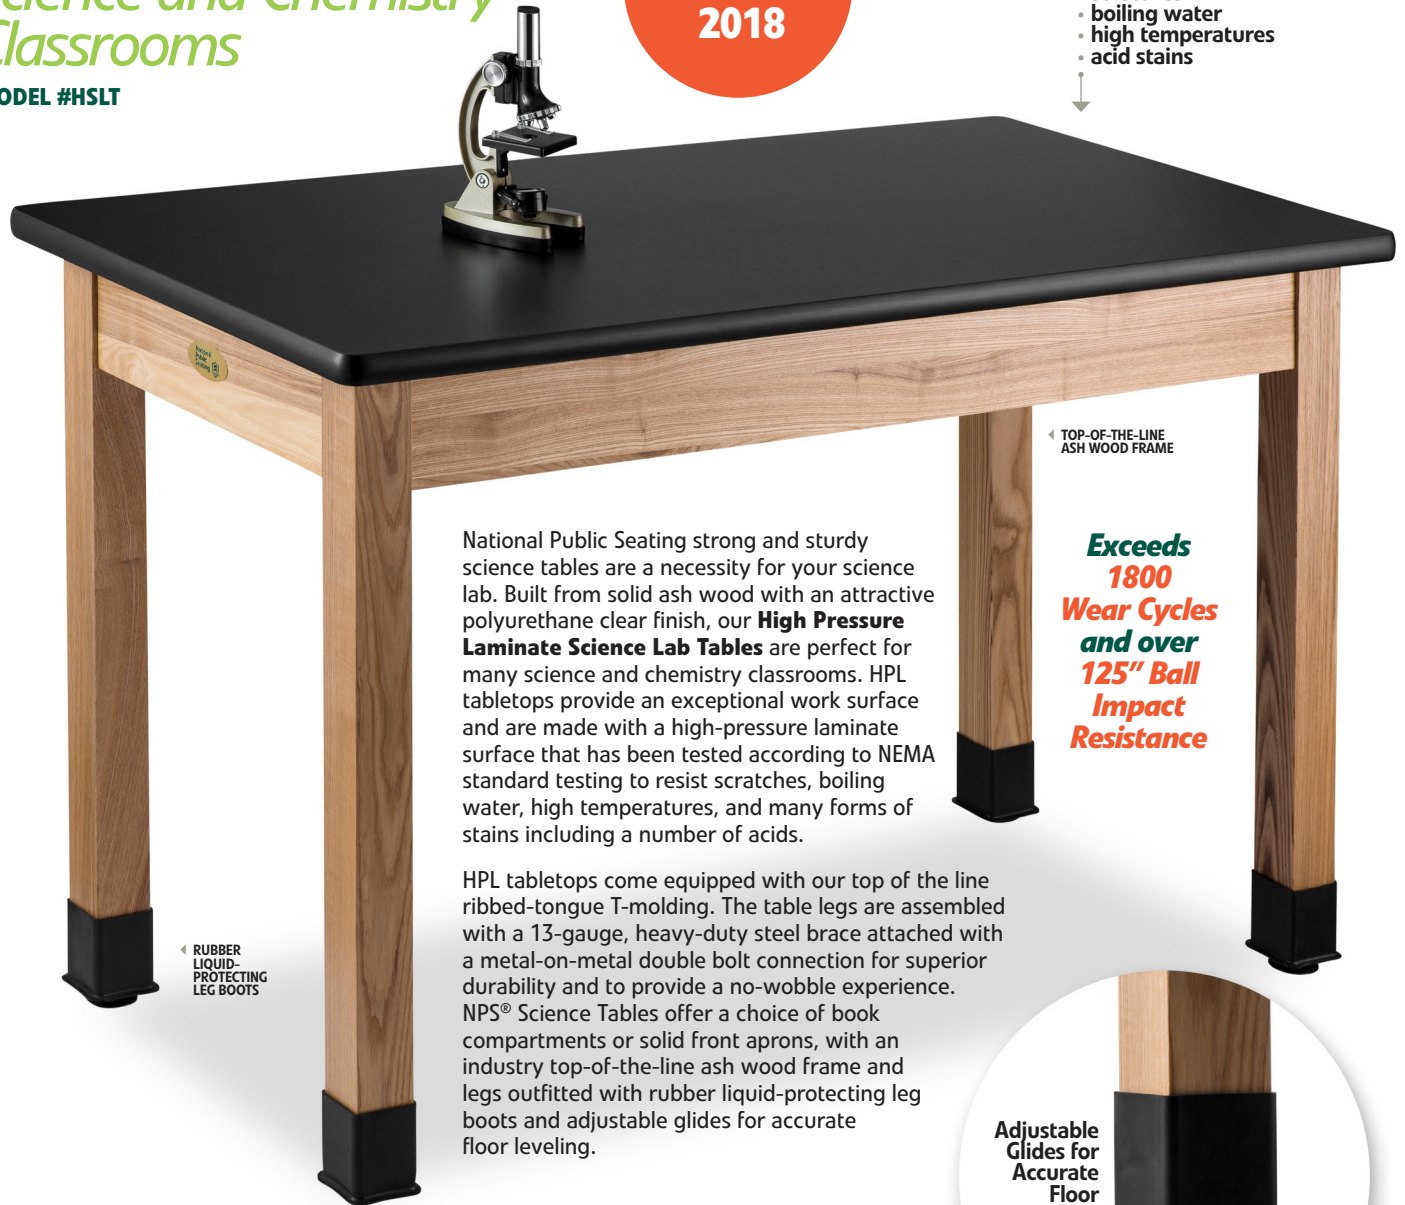 Science and Chemistry
Classrooms
MODEL #HSLT
2018
• boiling water
• high temperatures
• acid stains
National
Public
Seating
TOP-OF-THE-LINE
ASH WOOD FRAME
National Public Seating strong and sturdy
science tables are a necessity for your science
lab. Built from solid ash wood with an attractive
polyurethane clear finish, our High Pressure
Laminate Science Lab Tables are perfect for
many science and chemistry classrooms. HPL
tabletops provide an exceptional work surface
and are made with a high-pressure laminate
surface that has been tested according to NEMA
standard testing to resist scratches, boiling
water, high temperatures, and many forms of
stains including a number of acids.
Exceeds
1800
Wear Cycles
and over
125” Ball
Impact
Resistance
HPL tabletops come equipped with our top of the line
ribbed-tongue T-molding. The table legs are assembled
with a 13-gauge, heavy-duty steel brace attached with
a metal-on-metal double bolt connection for superior
durability and to provide a no-wobble experience.
NPS® Science Tables offer a choice of book
compartments or solid front aprons, with an
industry top-of-the-line ash wood frame and
legs outfitted with rubber liquid-protecting leg
boots and adjustable glides for accurate
floor leveling.
RUBBER
LIQUID-
PROTECTING
LEG BOOTS
Adjustable
Glides for
Accurate
Floor